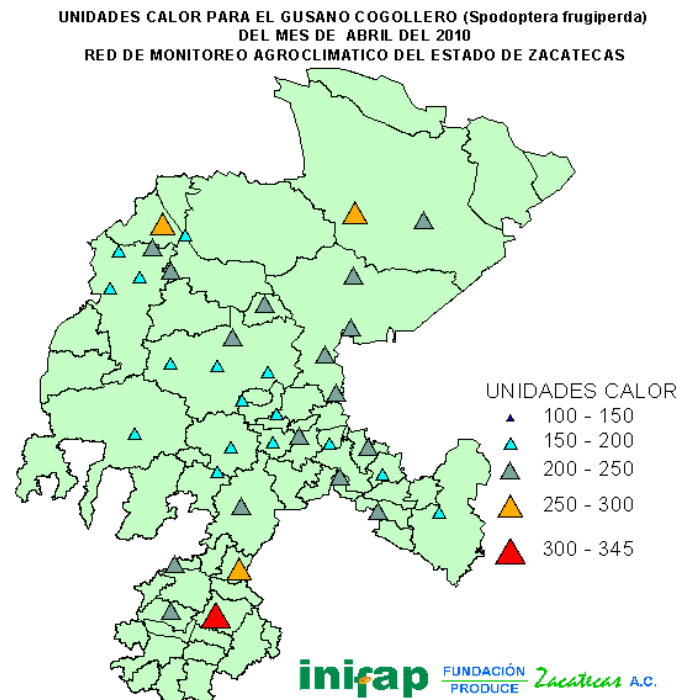 UNIDADES CALOR PARA EL GUSANO COGOLLERO (Spodoptera frugiperda)
DEL MES DE ABRIL DEL 2010
RED DE MONITOREO AGROCLIMATICO DEL ESTADO DE ZACATECAS
UNIDADES CALOR
100 - 150
150 - 200
200 - 250
250 - 300
300 - 345
inifap
FUNDACIÓN
PRODUCE Zacatecas A.C.